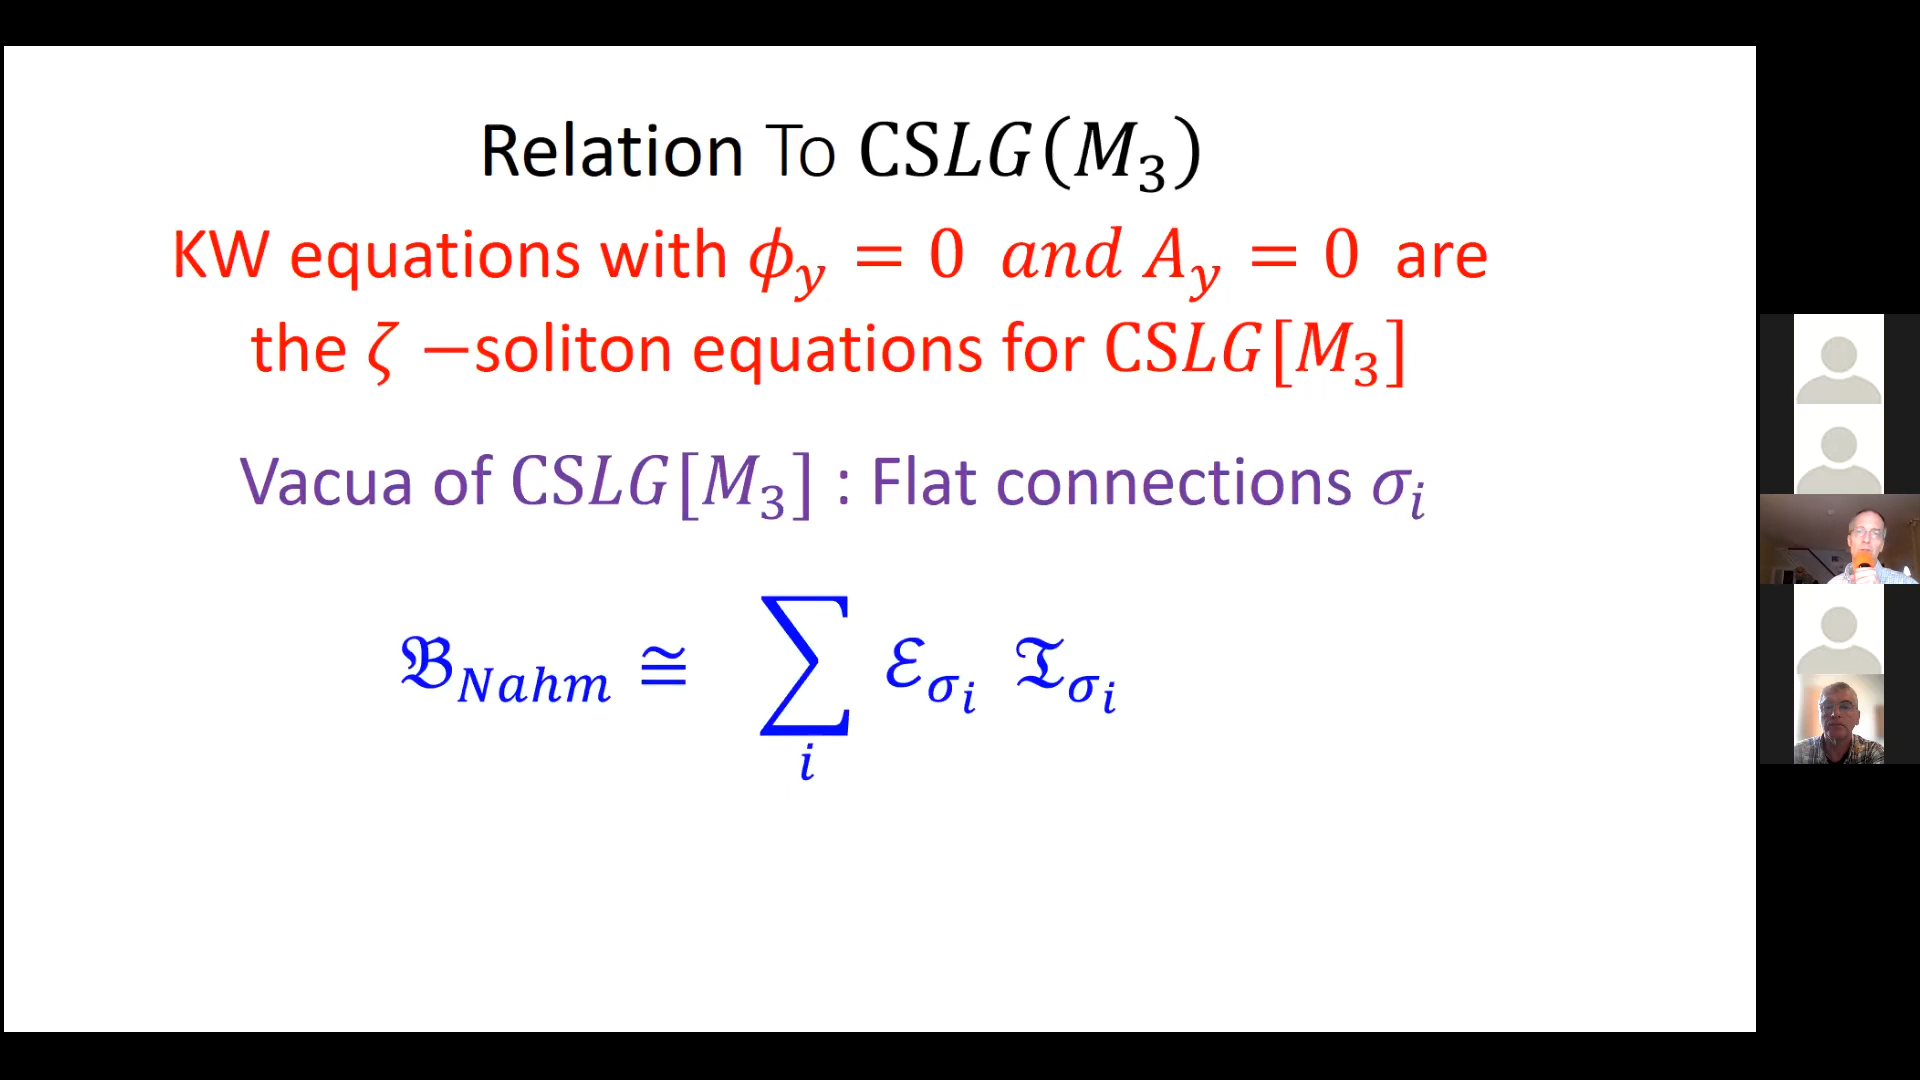 Relation To CSLG(M₃)
KW equations with ϕ_y = 0 and A_y = 0 are
the ζ −soliton equations for CSLG[M₃]
Vacua of CSLG[M₃] : Flat connections σ_i
𝔅_Nahm ≅ ∑_i ℰ_σ_i 𝔗_σ_i